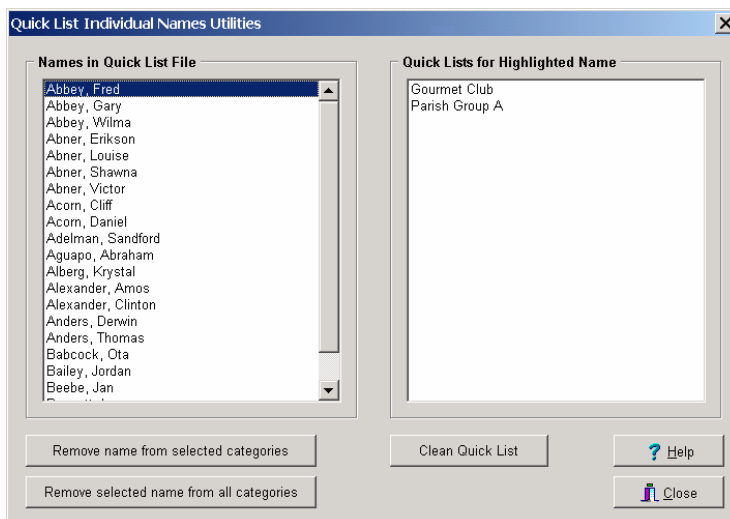 Quick List Individual Names Utilities
Names in Quick List File
Abbey, Fred
Abbey, Gary
Abbey, Wilma
Abner, Erikson
Abner, Louise
Abner, Shawna
Abner, Victor
Acorn, Cliff
Acorn, Daniel
Adelman, Sandford
Aguapo, Abraham
Alberg, Krystal
Alexander, Amos
Alexander, Clinton
Anders, Derwin
Anders, Thomas
Babcock, Ota
Bailey, Jordan
Beebe, Jan
Quick Lists for Highlighted Name
Gourmet Club
Parish Group A
Remove name from selected categories
Clean Quick List
? Help
Remove selected name from all categories
Close